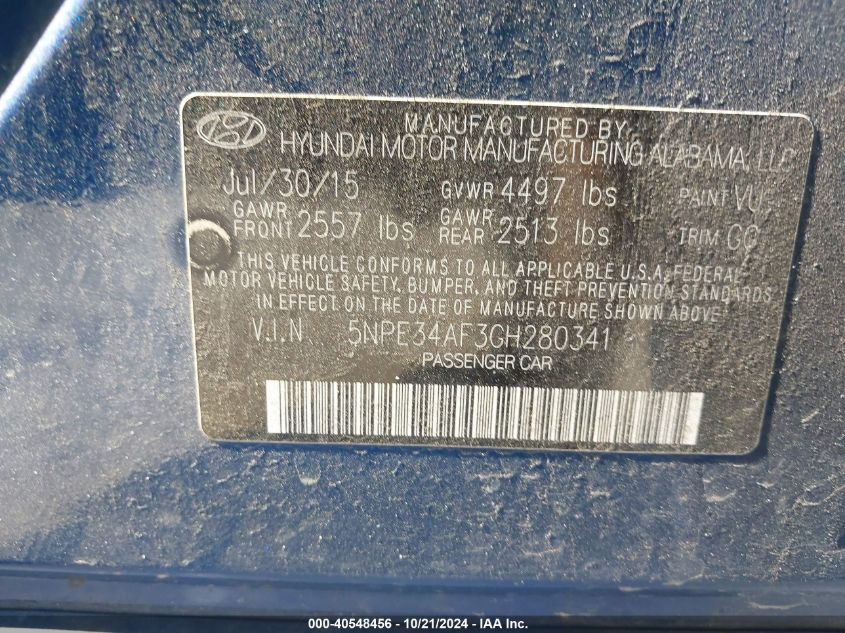 MANUFACTURED BY
HYUNDAI MOTOR MANUFACTURING ALABAMA, LLC
Jul/30/15 GVWR 4497 lbs PAINT VU
GAWR FRONT 2557 lbs GAWR REAR 2513 lbs TRIM GG
THIS VEHICLE CONFORMS TO ALL APPLICABLE U.S.A. FEDERAL
MOTOR VEHICLE SAFETY, BUMPER, AND THEFT PREVENTION STANDARDS
IN EFFECT ON THE DATE OF MANUFACTURE SHOWN ABOVE
V.I.N 5NPE34AF3GH280341
PASSENGER CAR
000-40548456 - 10/21/2024 - IAA Inc.